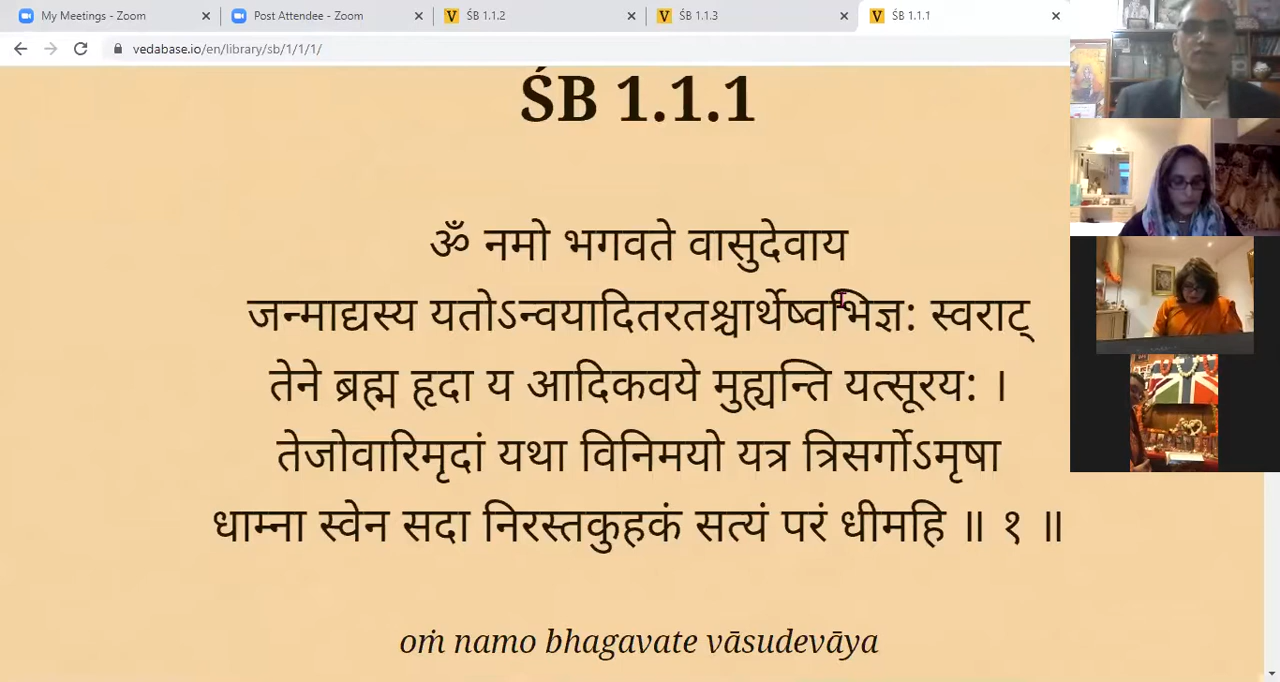 My Meetings - Zoom
Post Attendee - Zoom
ŚB 1.1.2
ŚB 1.1.3
ŚB 1.1.1
vedabase.io/en/library/sb/1/1/1/
ŚB 1.1.1
ॐ नमो भगवते वासुदेवाय
जन्माद्यस्य यतोऽन्वयादितरतश्चार्थेष्वभिज्ञ: स्वराट्
तेने ब्रह्म हृदा य आदिकवये मुह्यन्ति यत्सूरय: ।
तेजोवारिमृदां यथा विनिमयो यत्र त्रिसर्गोऽमृषा
धाम्ना स्वेन सदा निरस्तकुहकं सत्यं परं धीमहि ॥ १ ॥
oṁ namo bhagavate vāsudevāya